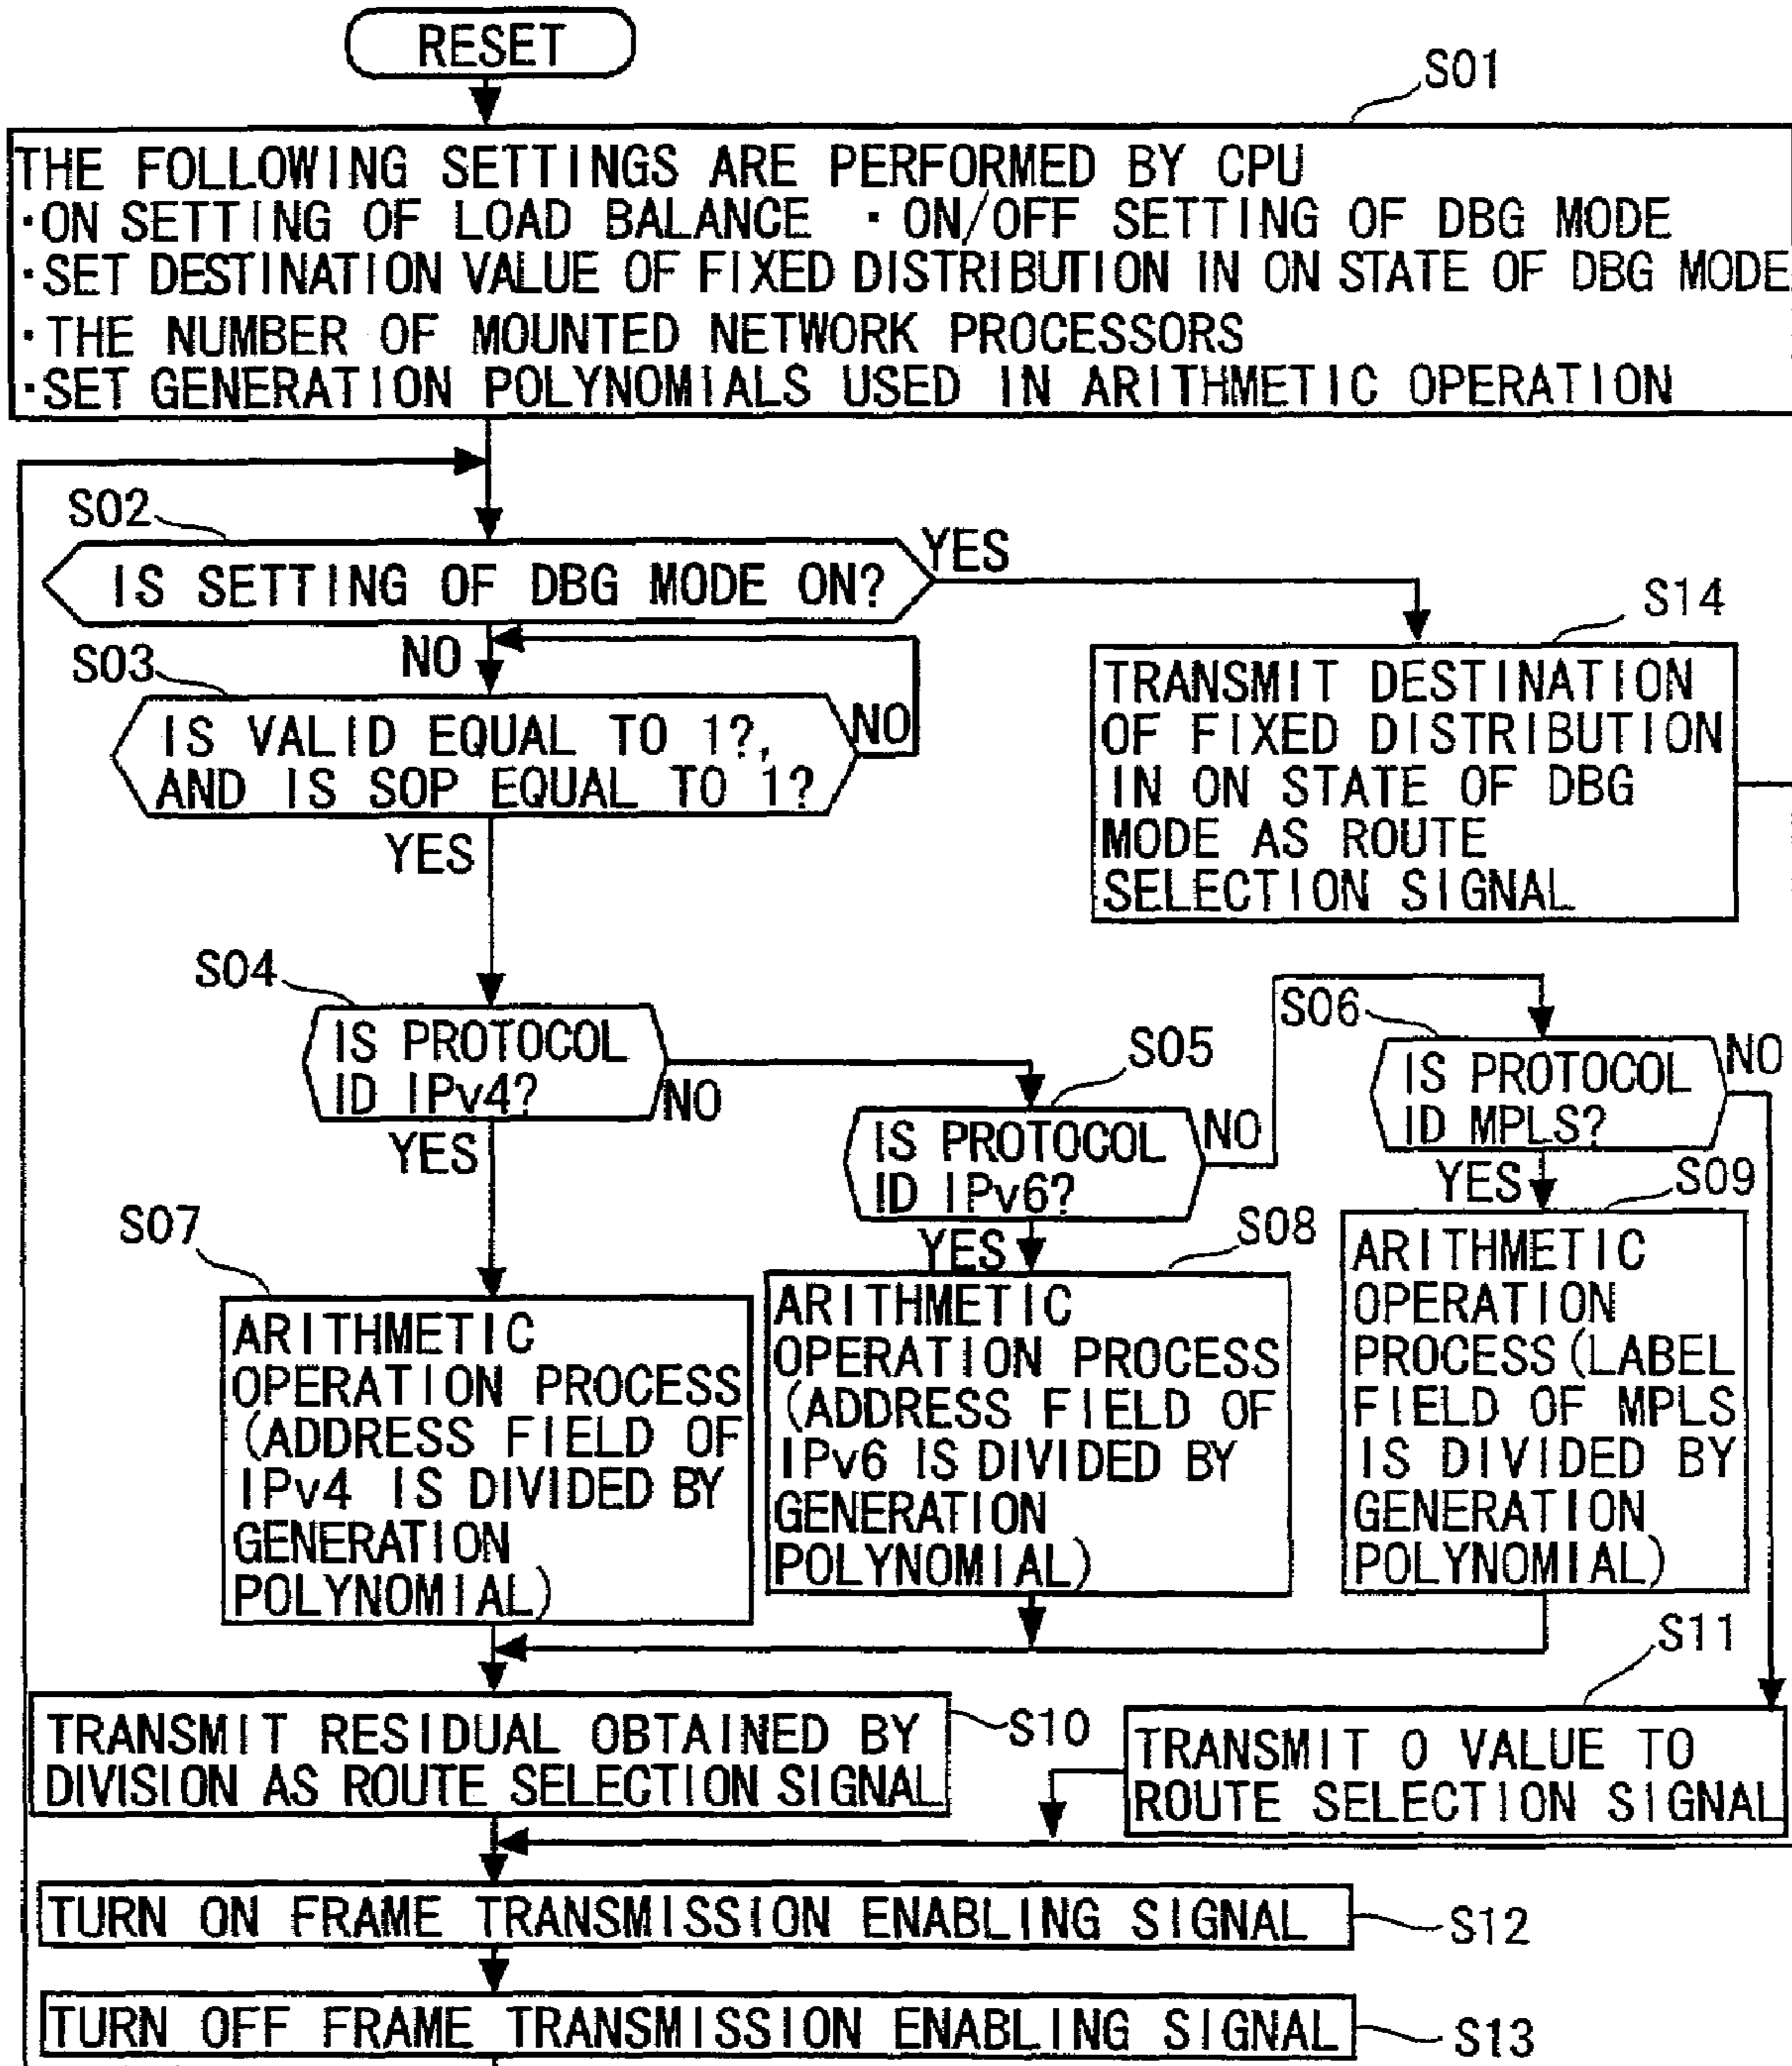 RESET
S01
THE FOLLOWING SETTINGS ARE PERFORMED BY CPU
・ON SETTING OF LOAD BALANCE ・ON/OFF SETTING OF DBG MODE
・SET DESTINATION VALUE OF FIXED DISTRIBUTION IN ON STATE OF DBG MODE
・THE NUMBER OF MOUNTED NETWORK PROCESSORS
・SET GENERATION POLYNOMIALS USED IN ARITHMETIC OPERATION
S02
IS SETTING OF DBG MODE ON?
YES
NO
S14
TRANSMIT DESTINATION
OF FIXED DISTRIBUTION
IN ON STATE OF DBG
MODE AS ROUTE
SELECTION SIGNAL
S03
IS VALID EQUAL TO 1?,
AND IS SOP EQUAL TO 1?
NO
YES
S04
IS PROTOCOL
ID IPv4?
NO
YES
S05
IS PROTOCOL
ID IPv6?
NO
YES
S06
IS PROTOCOL
ID MPLS?
NO
YES
S07
ARITHMETIC
OPERATION PROCESS
(ADDRESS FIELD OF
IPv4 IS DIVIDED BY
GENERATION
POLYNOMIAL)
S08
ARITHMETIC
OPERATION PROCESS
(ADDRESS FIELD OF
IPv6 IS DIVIDED BY
GENERATION
POLYNOMIAL)
S09
ARITHMETIC
OPERATION
PROCESS(LABEL
FIELD OF MPLS
IS DIVIDED BY
GENERATION
POLYNOMIAL)
S10
TRANSMIT RESIDUAL OBTAINED BY
DIVISION AS ROUTE SELECTION SIGNAL
S11
TRANSMIT 0 VALUE TO
ROUTE SELECTION SIGNAL
TURN ON FRAME TRANSMISSION ENABLING SIGNAL
S12
TURN OFF FRAME TRANSMISSION ENABLING SIGNAL
S13